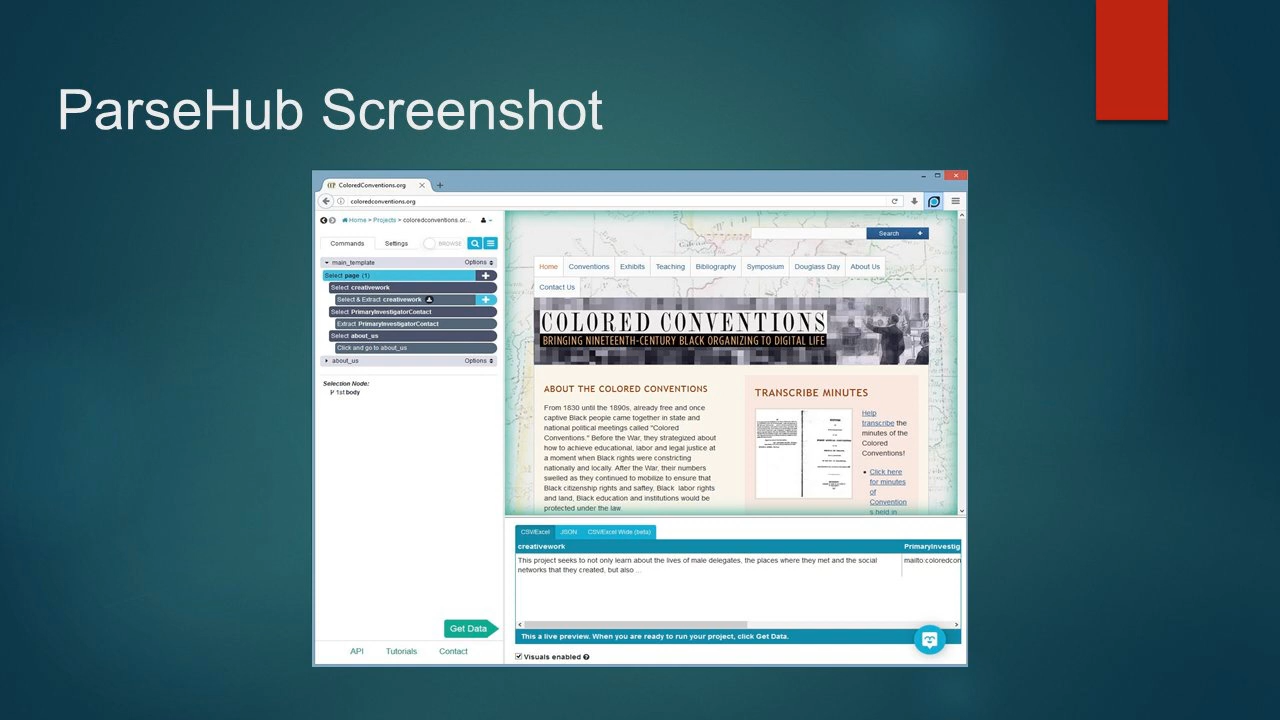 ParseHub Screenshot
ColoredConventions.org
coloredconventions.org
Home > Projects > coloredconventions.or...
Commands Settings BROWSE
main_template Options
Select page (1)
Select creativework
Select & Extract creativework
Select PrimaryInvestigatorContact
Extract PrimaryInvestigatorContact
Select about_us
Click and go to about_us
about_us Options
Selection Node:
1st body
Get Data
API Tutorials Contact
Search +
Home Conventions Exhibits Teaching Bibliography Symposium Douglass Day About Us
Contact Us
COLORED CONVENTIONS
BRINGING NINETEENTH-CENTURY BLACK ORGANIZING TO DIGITAL LIFE
ABOUT THE COLORED CONVENTIONS
From 1830 until the 1890s, already free and once
captive Black people came together in state and
national political meetings called "Colored
Conventions." Before the War, they strategized about
how to achieve educational, labor and legal justice at
a moment when Black rights were constricting
nationally and locally. After the War, their numbers
swelled as they continued to mobilize to ensure that
Black citizenship rights and saftey, Black labor rights
and land, Black education and institutions would be
protected under the law
TRANSCRIBE MINUTES
Help
transcribe the
minutes of the
Colored
Conventions!
Click here
for minutes
of
Convention
s held in
CSV/Excel JSON CSV/Excel Wide (beta)
creativework PrimaryInvestig
This project seeks to not only learn about the lives of male delegates, the places where they met and the social mailto:coloredcon
networks that they created, but also ...
This a live preview. When you are ready to run your project, click Get Data.
Visuals enabled